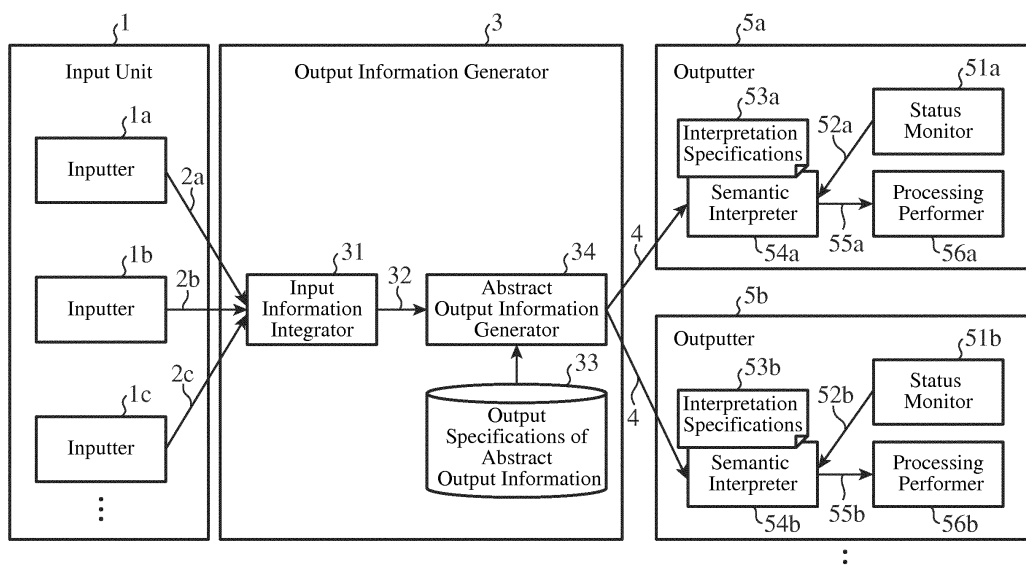 1
Input Unit
1a
Inputter
2a
1b
Inputter
2b
1c
Inputter
2c
3
Output Information Generator
31
Input
Information
Integrator
32
34
Abstract
Output Information
Generator
33
Output
Specifications of
Abstract
Output Information
4
4
5a
Outputter
51a
Status
Monitor
53a
Interpretation
Specifications
52a
Semantic
Interpreter
54a
55a
Processing
Performer
56a
5b
Outputter
51b
Status
Monitor
53b
Interpretation
Specifications
52b
Semantic
Interpreter
54b
55b
Processing
Performer
56b